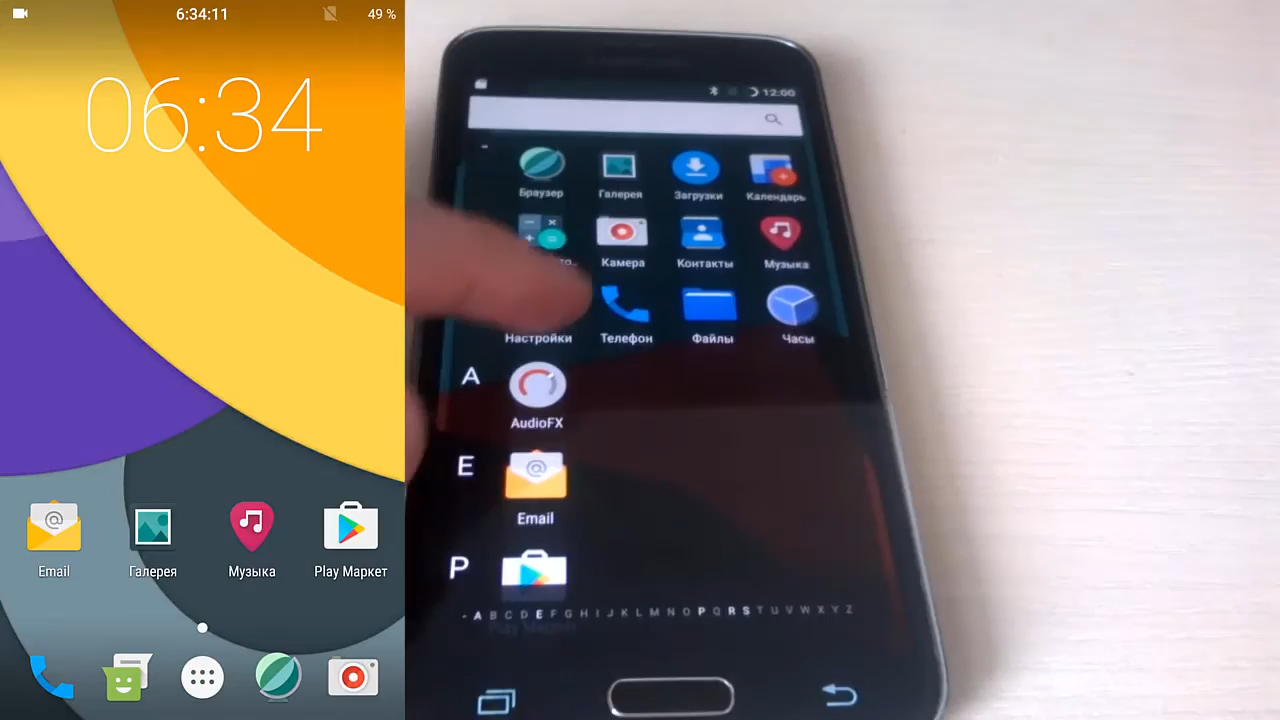 6:34:11
49 %
06:34
Email
Галерея
Музыка
Play Маркет
12:00
Браузер
Галерея
Загрузки
Календарь
Камера
Контакты
Музыка
Настройки
Телефон
Файлы
Часы
A
AudioFX
E
Email
P
- A B C D E F G H I J K L M N O P Q R S T U V W X Y Z